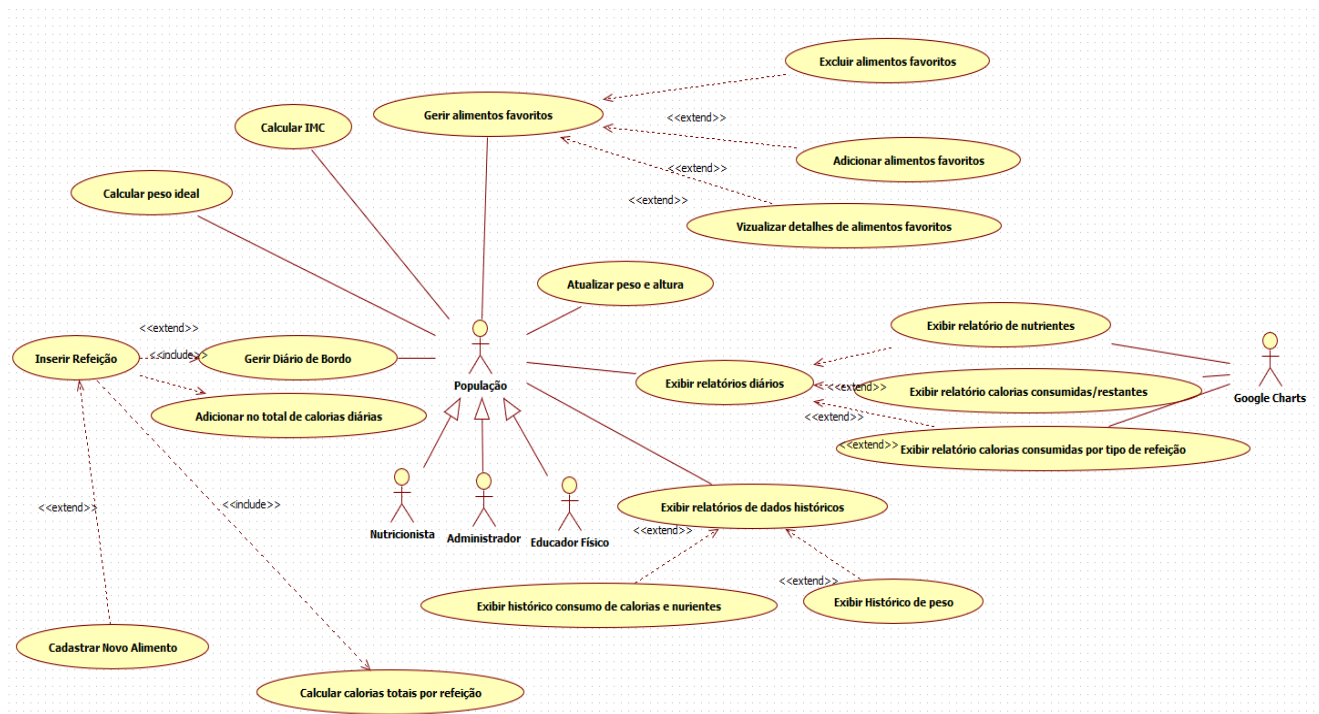 Excluir alimentos favoritos
Gerir alimentos favoritos
<<extend>>
Calcular IMC
Adicionar alimentos favoritos
<<extend>>
Calcular peso ideal
<<extend>>
Vizualizar detalhes de alimentos favoritos
Atualizar peso e altura
<<extend>>
Exibir relatório de nutrientes
Inserir Refeição
<<include>>
Gerir Diário de Bordo
População
Exibir relatórios diários
<<extend>>
Exibir relatório calorias consumidas/restantes
Google Charts
Adicionar no total de calorias diárias
<<extend>>
<<extend>>
Exibir relatório calorias consumidas por tipo de refeição
<<extend>>
<<include>>
Exibir relatórios de dados históricos
Nutricionista
Administrador
Educador Físico
<<extend>>
<<extend>>
Exibir histórico consumo de calorias e nurientes
Exibir Histórico de peso
Cadastrar Novo Alimento
Calcular calorias totais por refeição